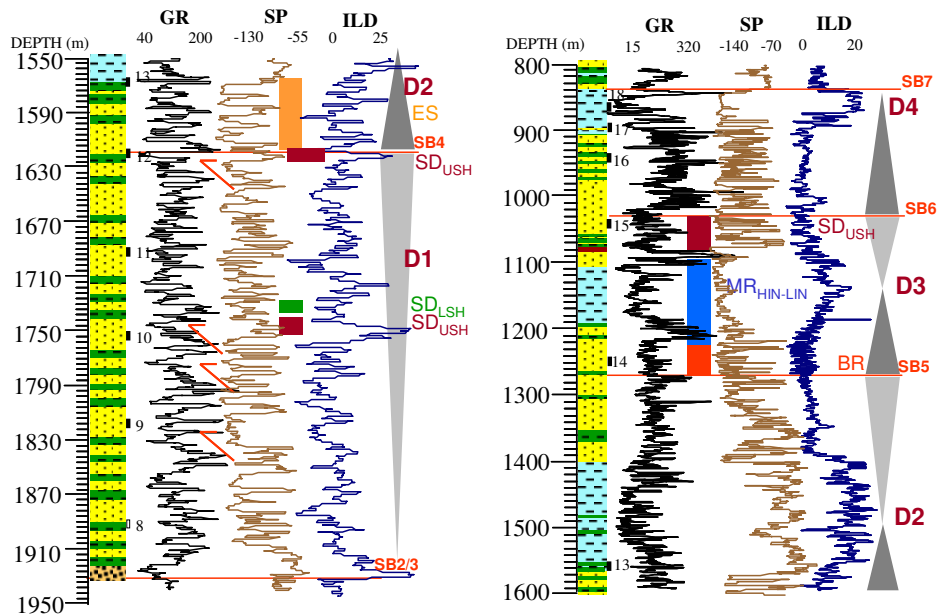 GR SP ILD
DEPTH (m) 40 200 -130 -55 0 25
1550
1590
1630
1670
1710
1750
1790
1830
1870
1910
1950
13
12
11
10
9
8
D2
ES
SB4
SD USH
D1
SD LSH
SD USH
SB2/3
GR SP ILD
DEPTH (m) 15 320 -140 -70 0 20
800
900
1000
1100
1200
1300
1400
1500
1600
18
17
16
15
14
13
SB7
D4
SB6
SD USH
D3
MR HIN-LIN
BR
SB5
D2